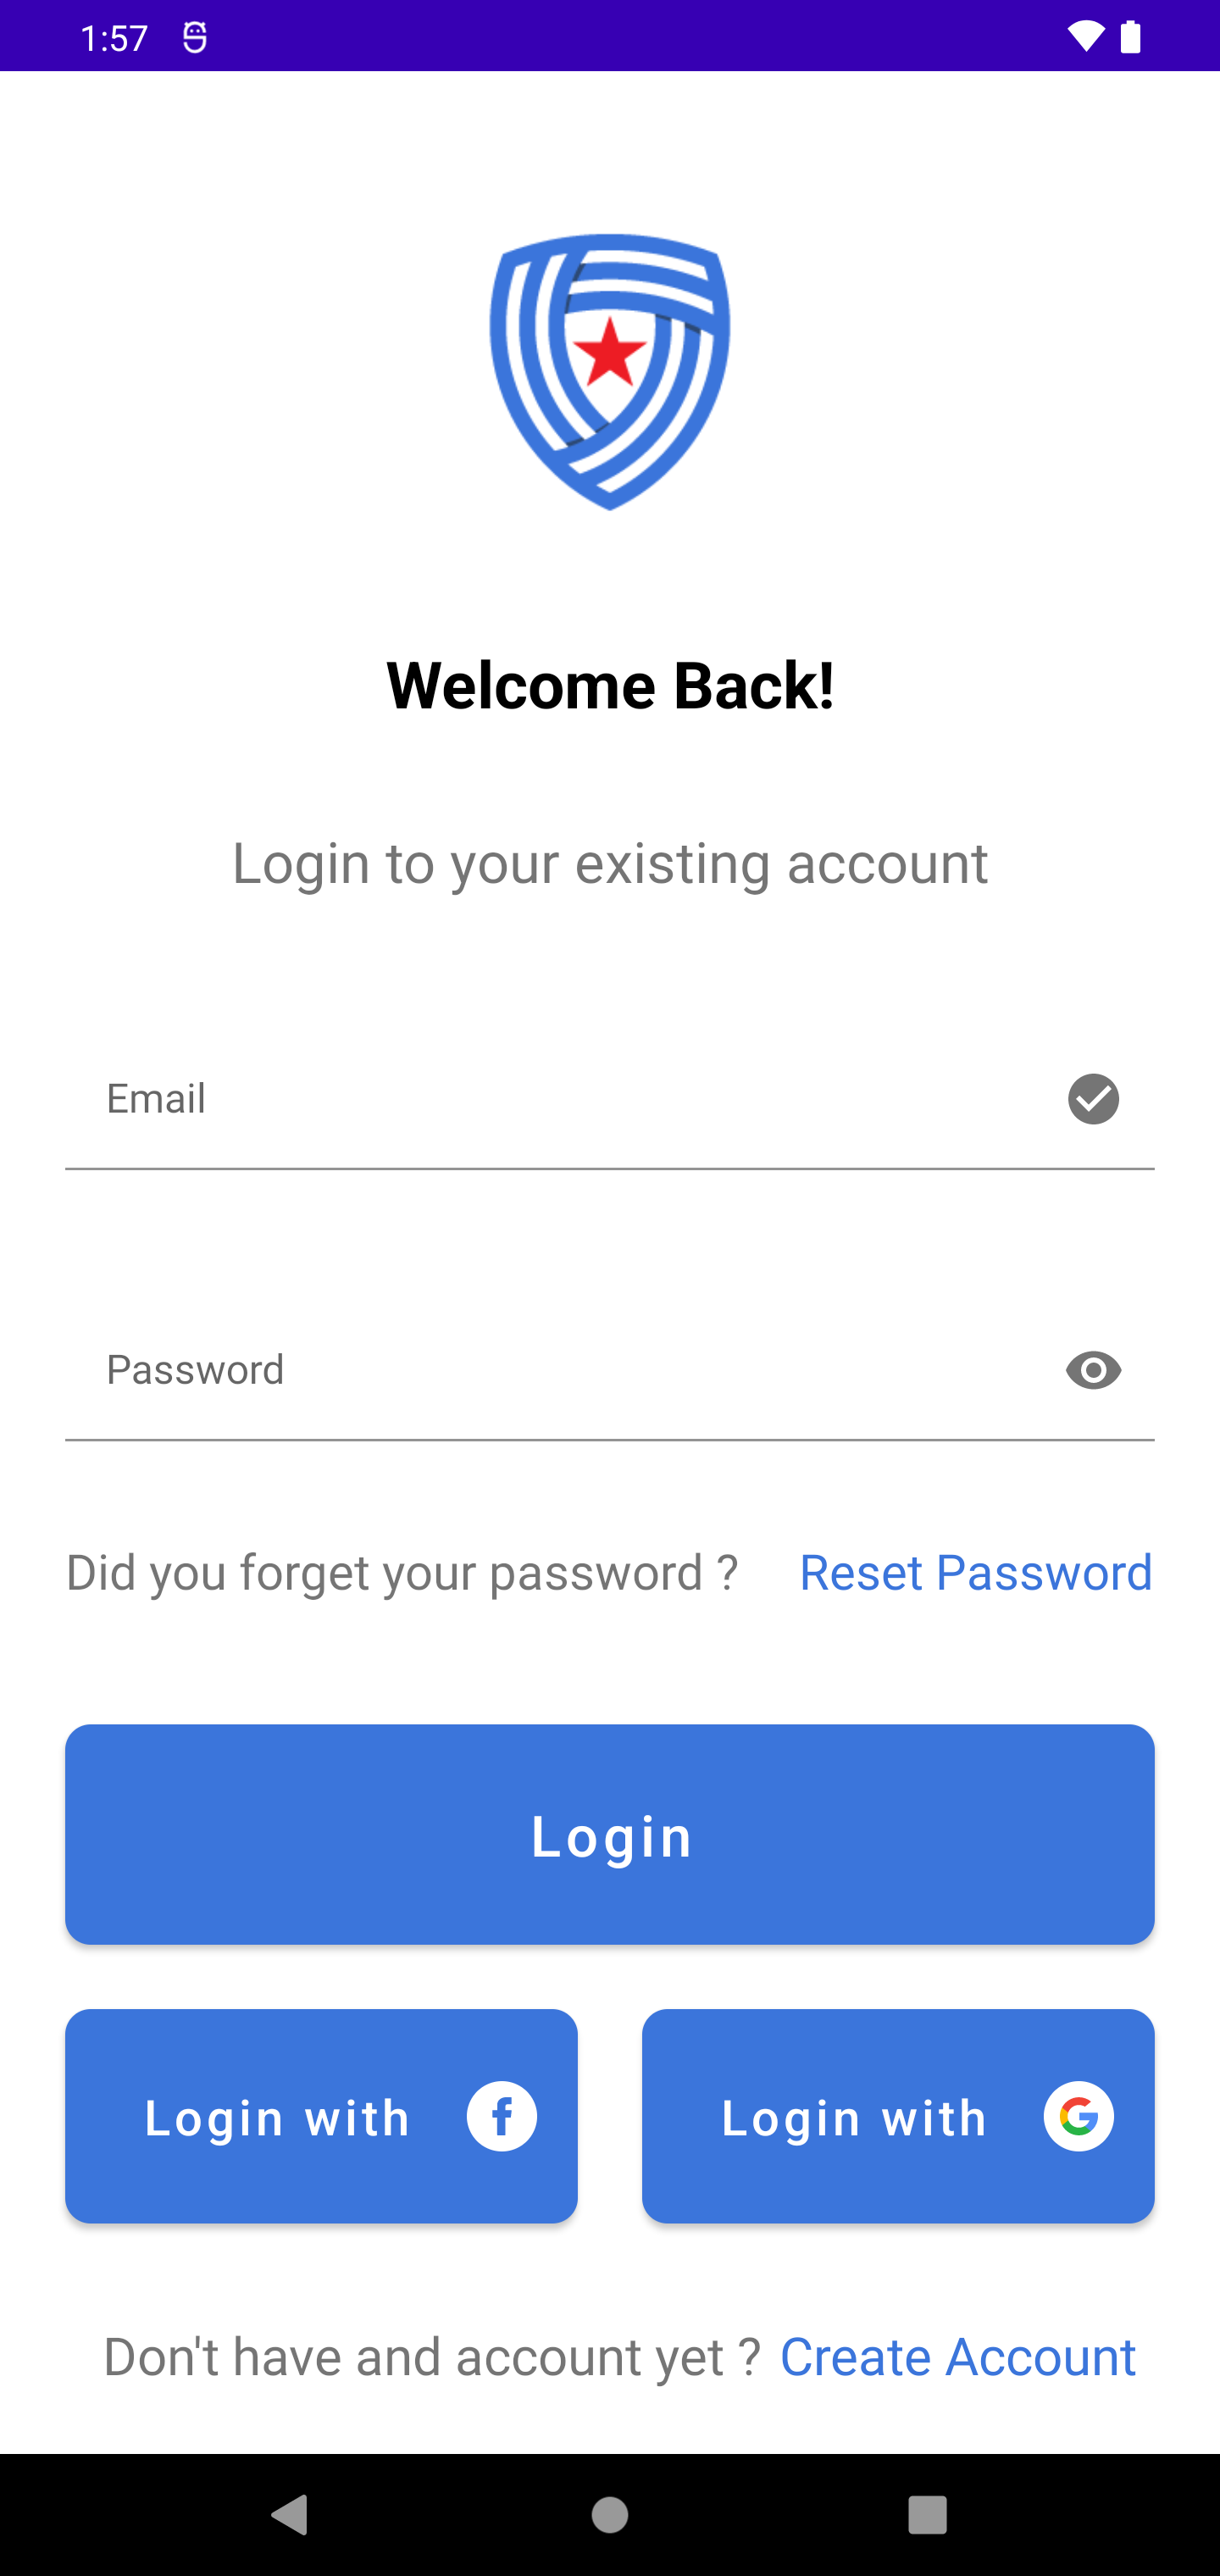 1:57
Welcome Back!
Login to your existing account
Email
Password
Did you forget your password ? Reset Password
Login
Login with
Login with
Don't have and account yet ? Create Account